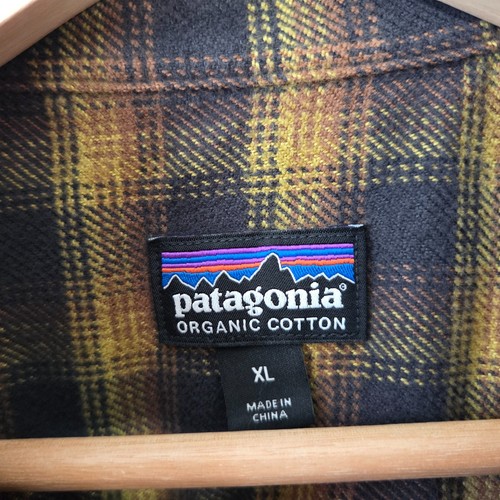 patagonia®
ORGANIC COTTON
XL
MADE IN
CHINA